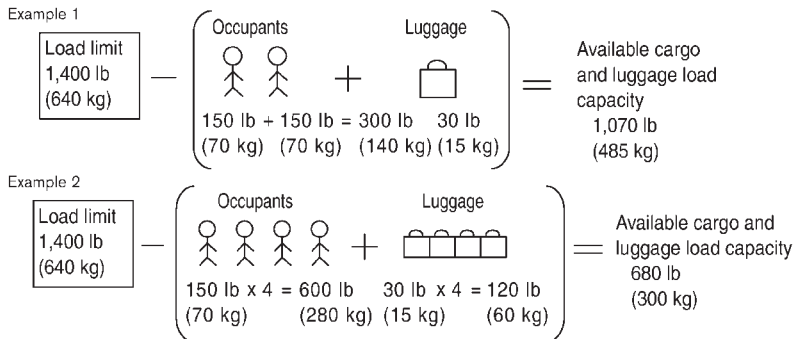 Example 1
Occupants Luggage
Load limit
1,400 lb
(640 kg)
150 lb + 150 lb = 300 lb 30 lb
(70 kg) (70 kg) (140 kg) (15 kg)
Available cargo
and luggage load
capacity
1,070 lb
(485 kg)
Example 2
Occupants Luggage
Load limit
1,400 lb
(640 kg)
150 lb x 4 = 600 lb 30 lb x 4 = 120 lb
(70 kg) (280 kg) (15 kg) (60 kg)
Available cargo and
luggage load capacity
680 lb
(300 kg)